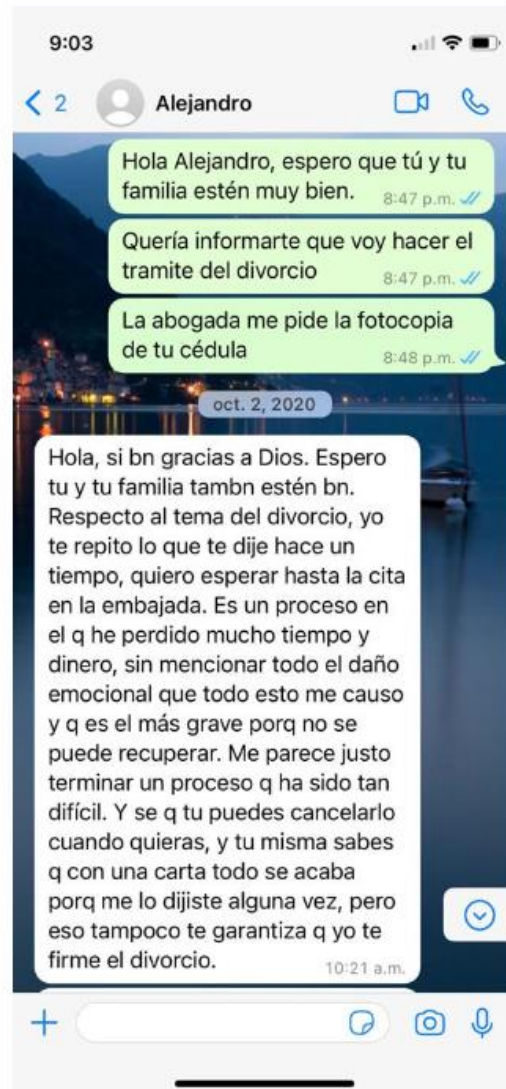 9:03
2
Alejandro
Hola Alejandro, espero que tú y tu
familia estén muy bien.
8:47 p.m.
Quería informarte que voy hacer el
tramite del divorcio
8:47 p.m.
La abogada me pide la fotocopia
de tu cédula
8:48 p.m.
oct. 2, 2020
Hola, si bn gracias a Dios. Espero
tu y tu familia tambn estén bn.
Respecto al tema del divorcio, yo
te repito lo que te dije hace un
tiempo, quiero esperar hasta la cita
en la embajada. Es un proceso en
el q he perdido mucho tiempo y
dinero, sin mencionar todo el daño
emocional que todo esto me causo
y q es el más grave porq no se
puede recuperar. Me parece justo
terminar un proceso q ha sido tan
difícil. Y se q tu puedes cancelarlo
cuando quieras, y tu misma sabes
q con una carta todo se acaba
porq me lo dijiste alguna vez, pero
eso tampoco te garantiza q yo te
firme el divorcio.
10:21 a.m.